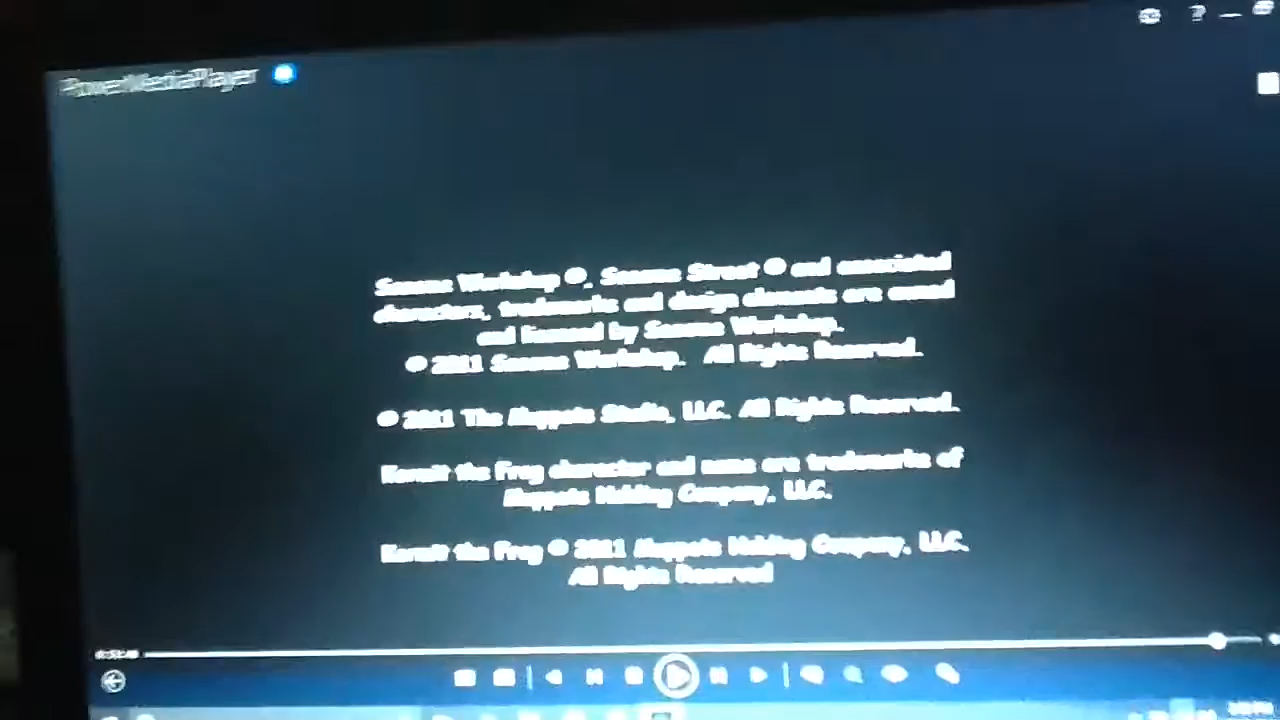 PowerMediaPlayer
Sesame Workshop ®, Sesame Street ® and associated
characters, trademarks and design elements are owned
and licensed by Sesame Workshop.
© 2011 Sesame Workshop. All Rights Reserved.
© 2011 The Muppets Studio, LLC. All Rights Reserved.
Kermit the Frog character and name are trademarks of
Muppets Holding Company, LLC.
Kermit the Frog © 2011 Muppets Holding Company, LLC.
All Rights Reserved